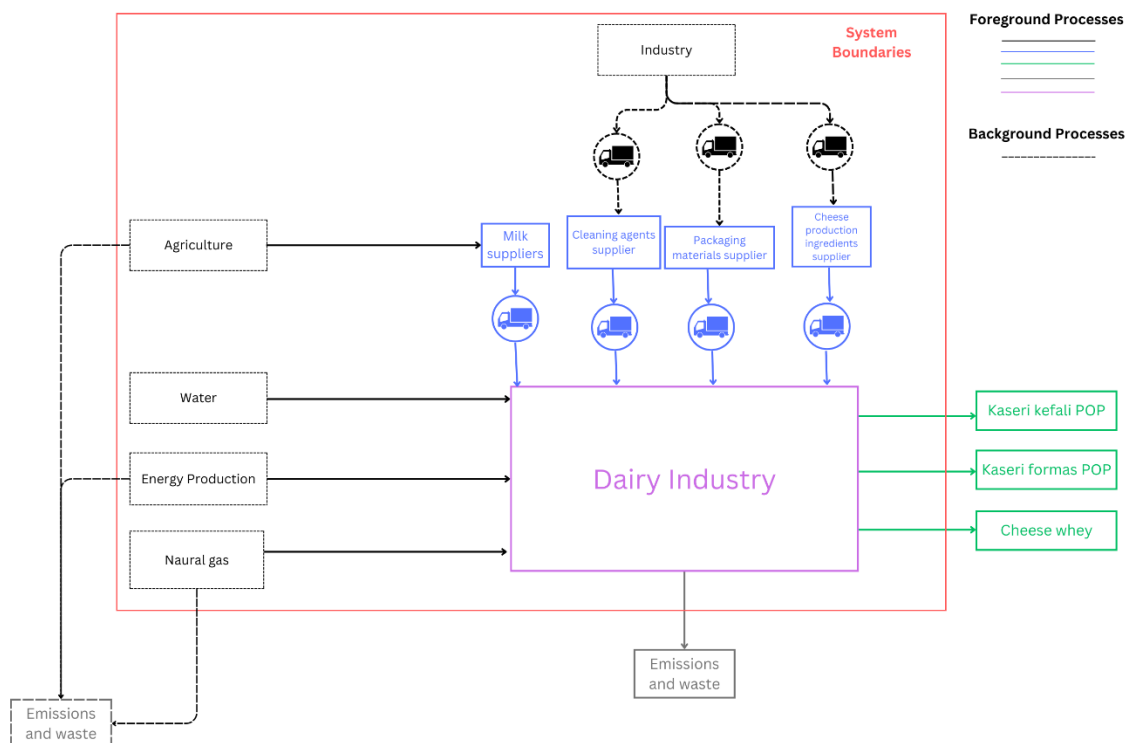 Foreground Processes
System
Boundaries
Industry
Background Processes
Agriculture
Milk
suppliers
Cleaning agents
supplier
Packaging
materials supplier
Cheese
production
ingredients
supplier
Water
Kaseri kefali POP
Energy Production
Dairy Industry
Kaseri formas POP
Cheese whey
Naural gas
Emissions
and waste
Emissions
and waste